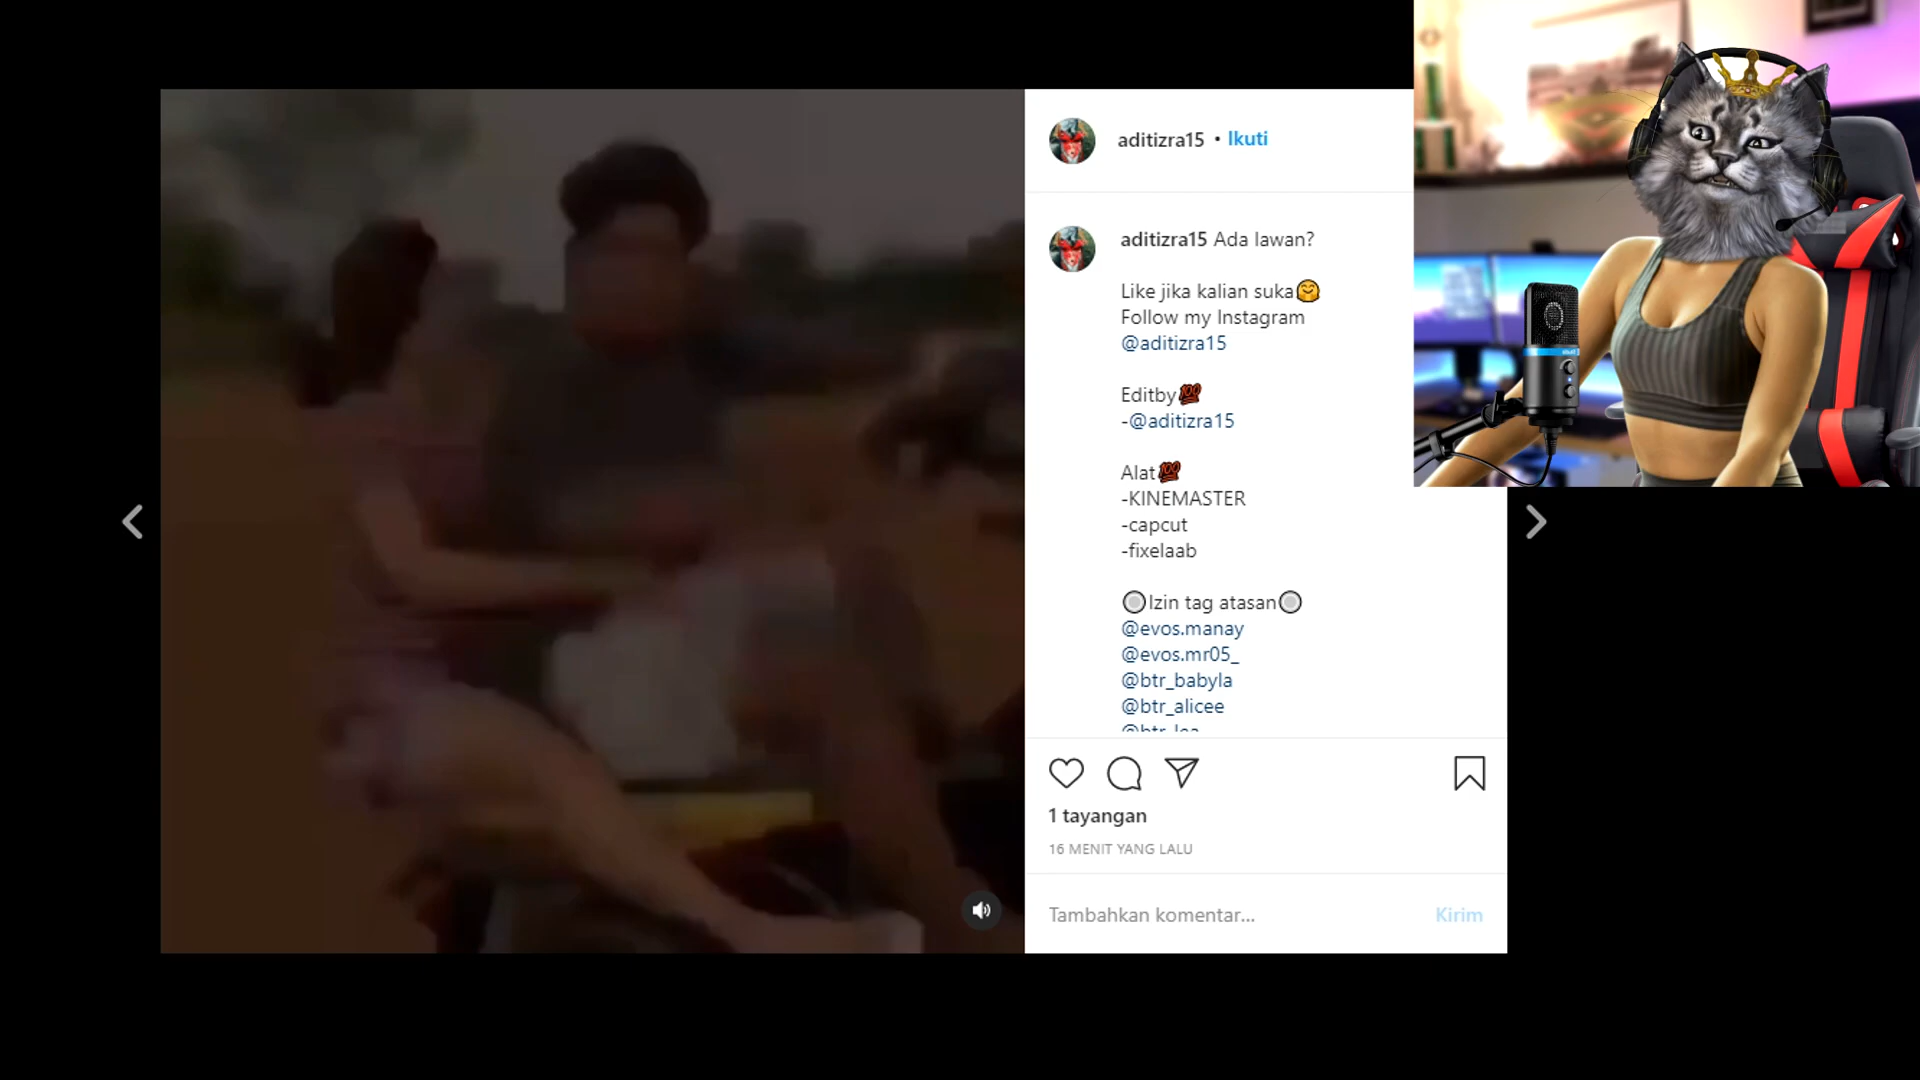 aditizra15 • Ikuti
aditizra15 Ada lawan?
Like jika kalian suka🤗
Follow my Instagram
@aditizra15
Editby💯
-@aditizra15
Alat💯
-KINEMASTER
-capcut
-fixelaab
🔘Izin tag atasan🔘
@evos.manay
@evos.mr05_
@btr_babyla
@btr_alicee
1 tayangan
16 MENIT YANG LALU
Tambahkan komentar...
Kirim